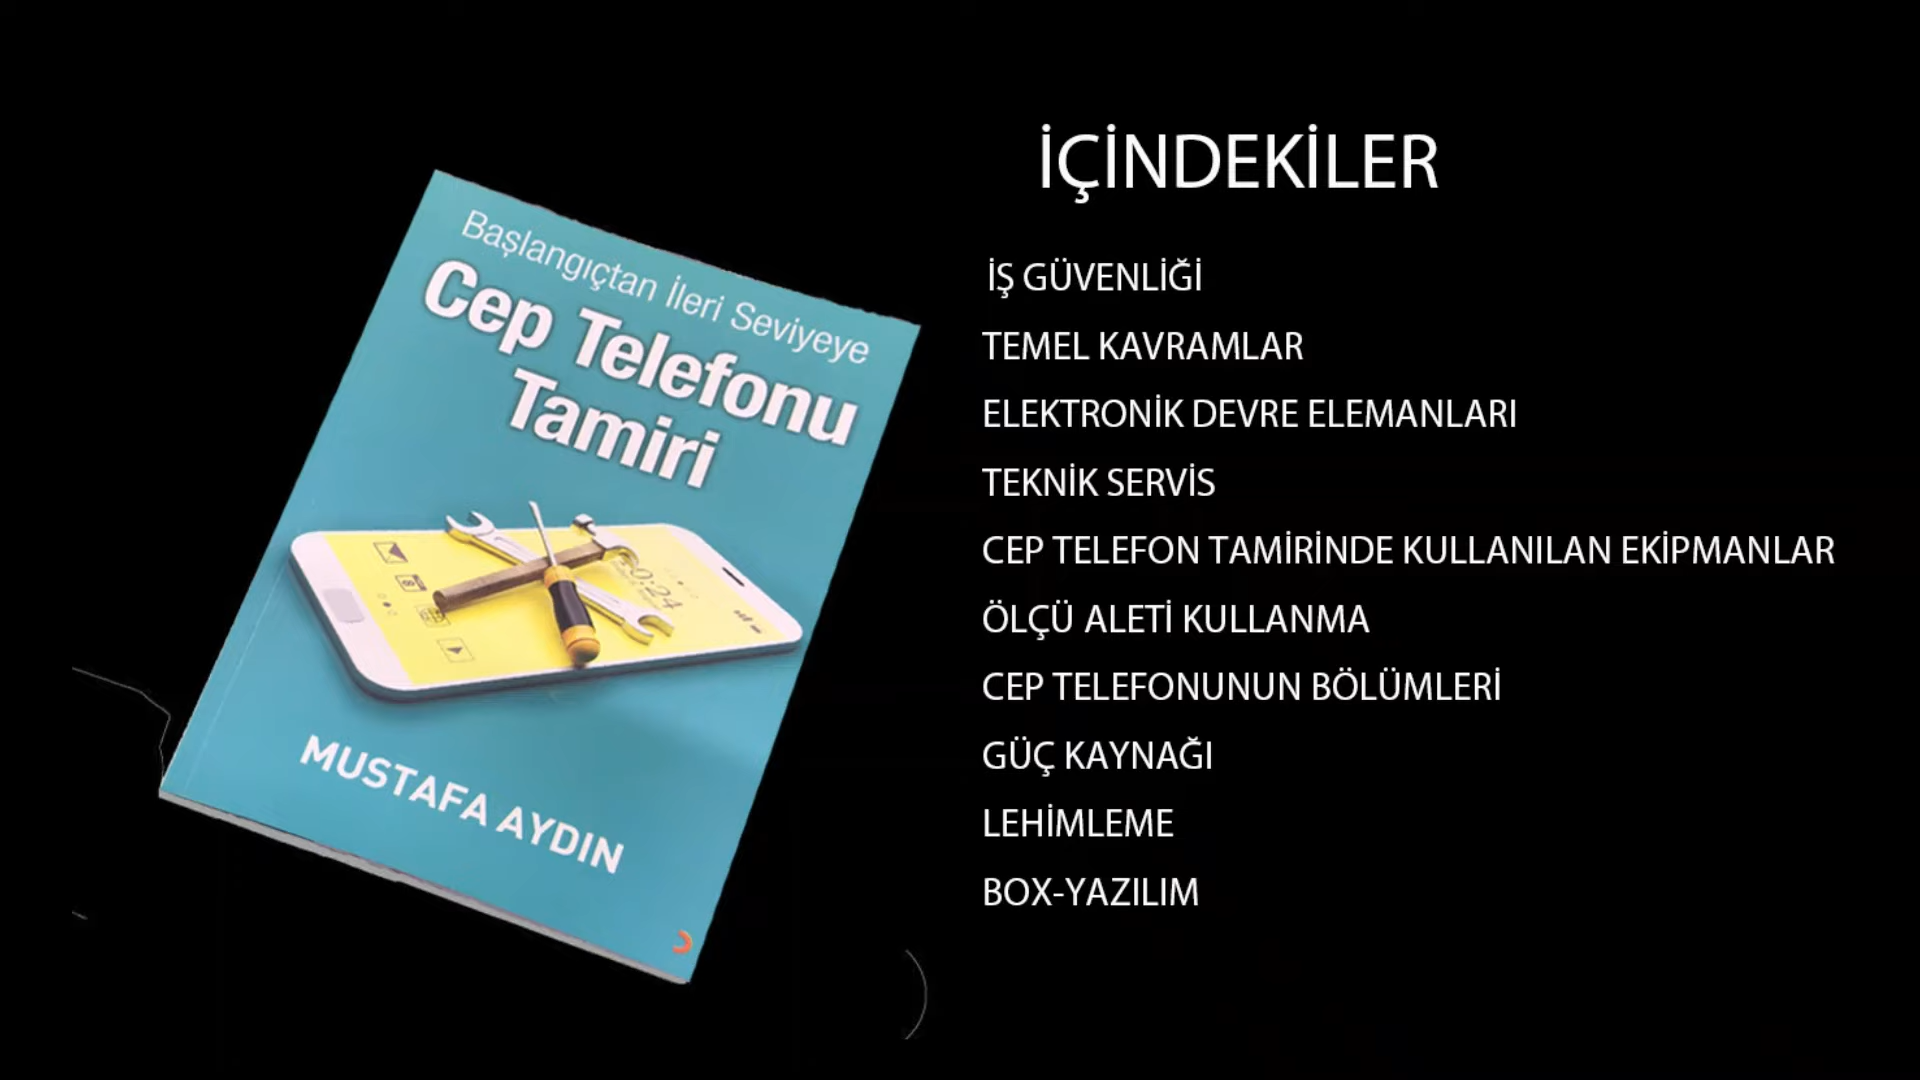 Başlangıçtan İleri Seviyeye
Cep Telefonu
Tamiri
MUSTAFA AYDIN
İÇİNDEKİLER
İŞ GÜVENLİĞİ
TEMEL KAVRAMLAR
ELEKTRONİK DEVRE ELEMANLARI
TEKNİK SERVİS
CEP TELEFON TAMİRİNDE KULLANILAN EKİPMANLAR
ÖLÇÜ ALETİ KULLANMA
CEP TELEFONUNUN BÖLÜMLERİ
GÜÇ KAYNAĞI
LEHİMLEME
BOX-YAZILIM